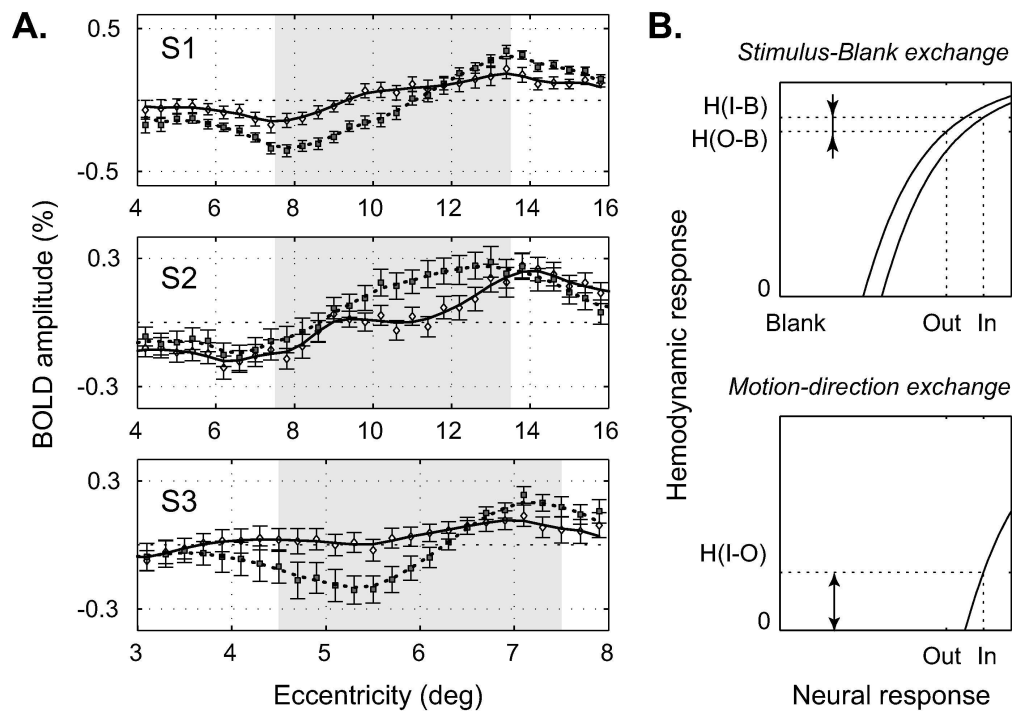 A.
0.5
S1
-0.5
4 6 8 10 12 14 16
0.3
S2
-0.3
4 6 8 10 12 14 16
0.3
S3
-0.3
3 4 5 6 7 8
BOLD amplitude (%)
Eccentricity (deg)
B.
Stimulus-Blank exchange
H(I-B)
H(O-B)
0
Blank Out In
Motion-direction exchange
H(I-O)
0
Out In
Hemodynamic response
Neural response